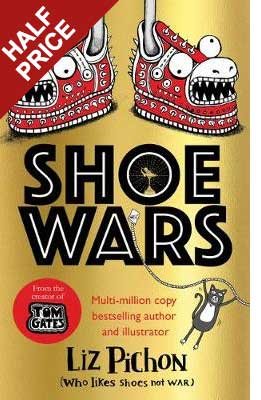 HALF
PRICE
SHOE
WARS
From the
creator of
TOM
GATES
Multi-million copy
bestselling author
and illustrator
Liz PicHon
(WHo likes SHoes not WAR)